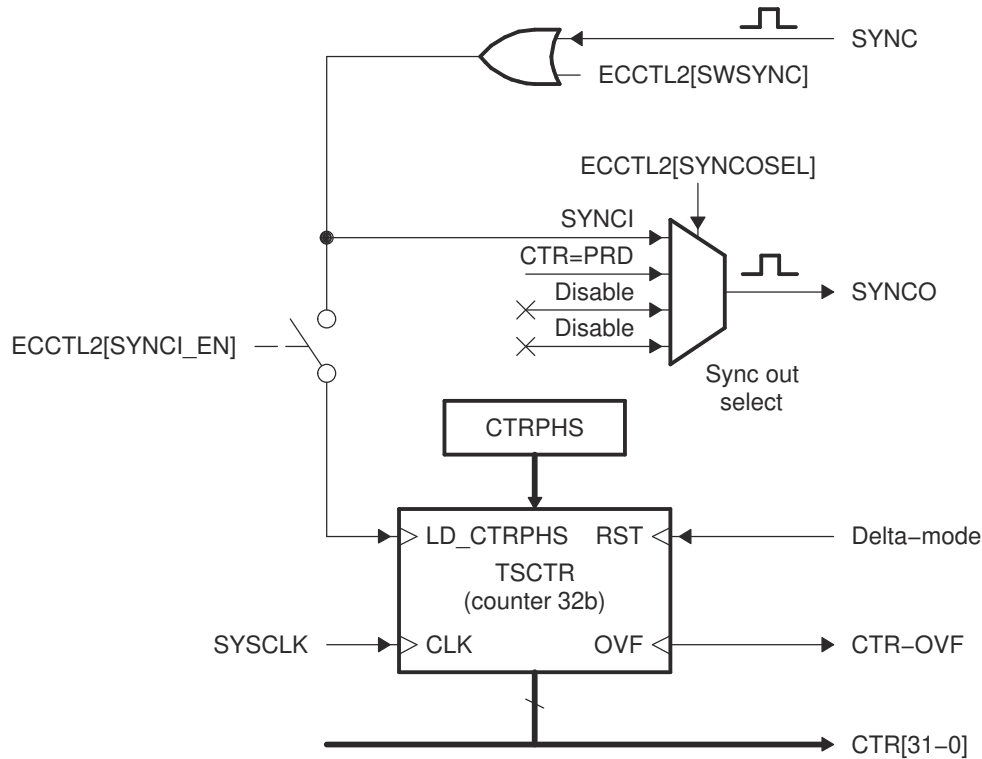 SYNC
ECCTL2[SWSYNC]
ECCTL2[SYNCOSEL]
SYNCI
CTR=PRD
Disable
Disable
SYNCO
Sync out
select
ECCTL2[SYNCI_EN]
CTRPHS
LD_CTRPHS
RST
Delta−mode
TSCTR
(counter 32b)
SYSCLK
CLK
OVF
CTR−OVF
CTR[31−0]